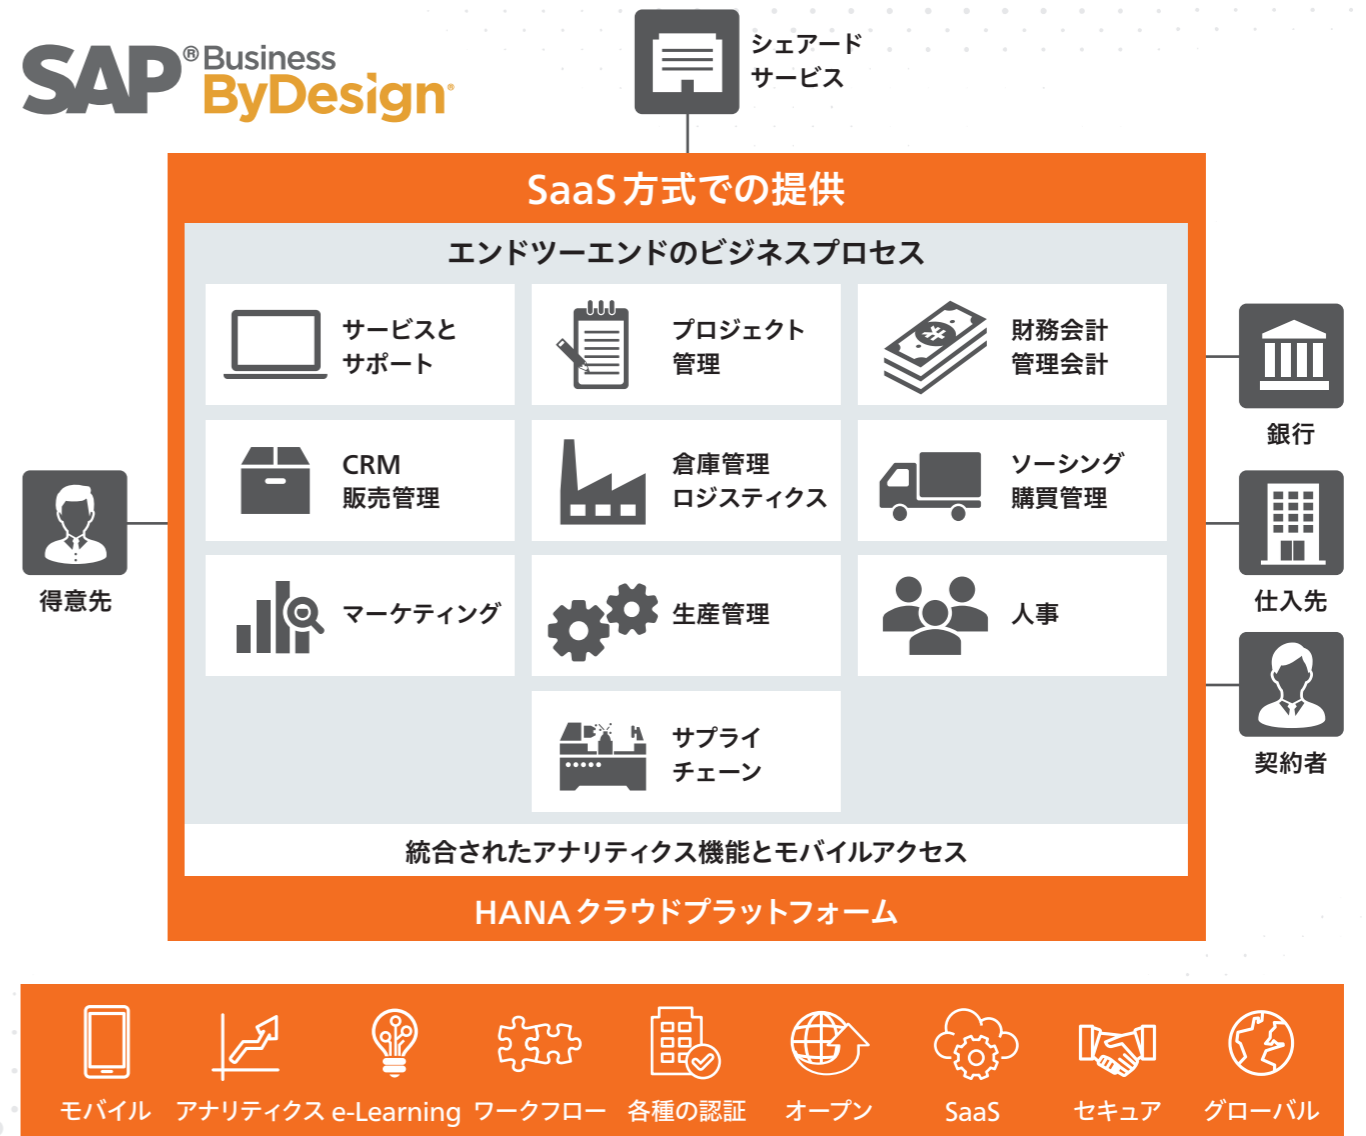 SAP® Business
ByDesign®
シェアード
サービス
SaaS 方式での提供
エンドツーエンドのビジネスプロセス
サービスと
サポート
プロジェクト
管理
財務会計
管理会計
CRM
販売管理
倉庫管理
ロジスティクス
ソーシング
購買管理
マーケティング
生産管理
人事
サプライ
チェーン
統合されたアナリティクス機能とモバイルアクセス
HANA クラウドプラットフォーム
得意先
銀行
仕入先
契約者
モバイル
アナリティクス
e-Learning
ワークフロー
各種の認証
オープン
SaaS
セキュア
グローバル